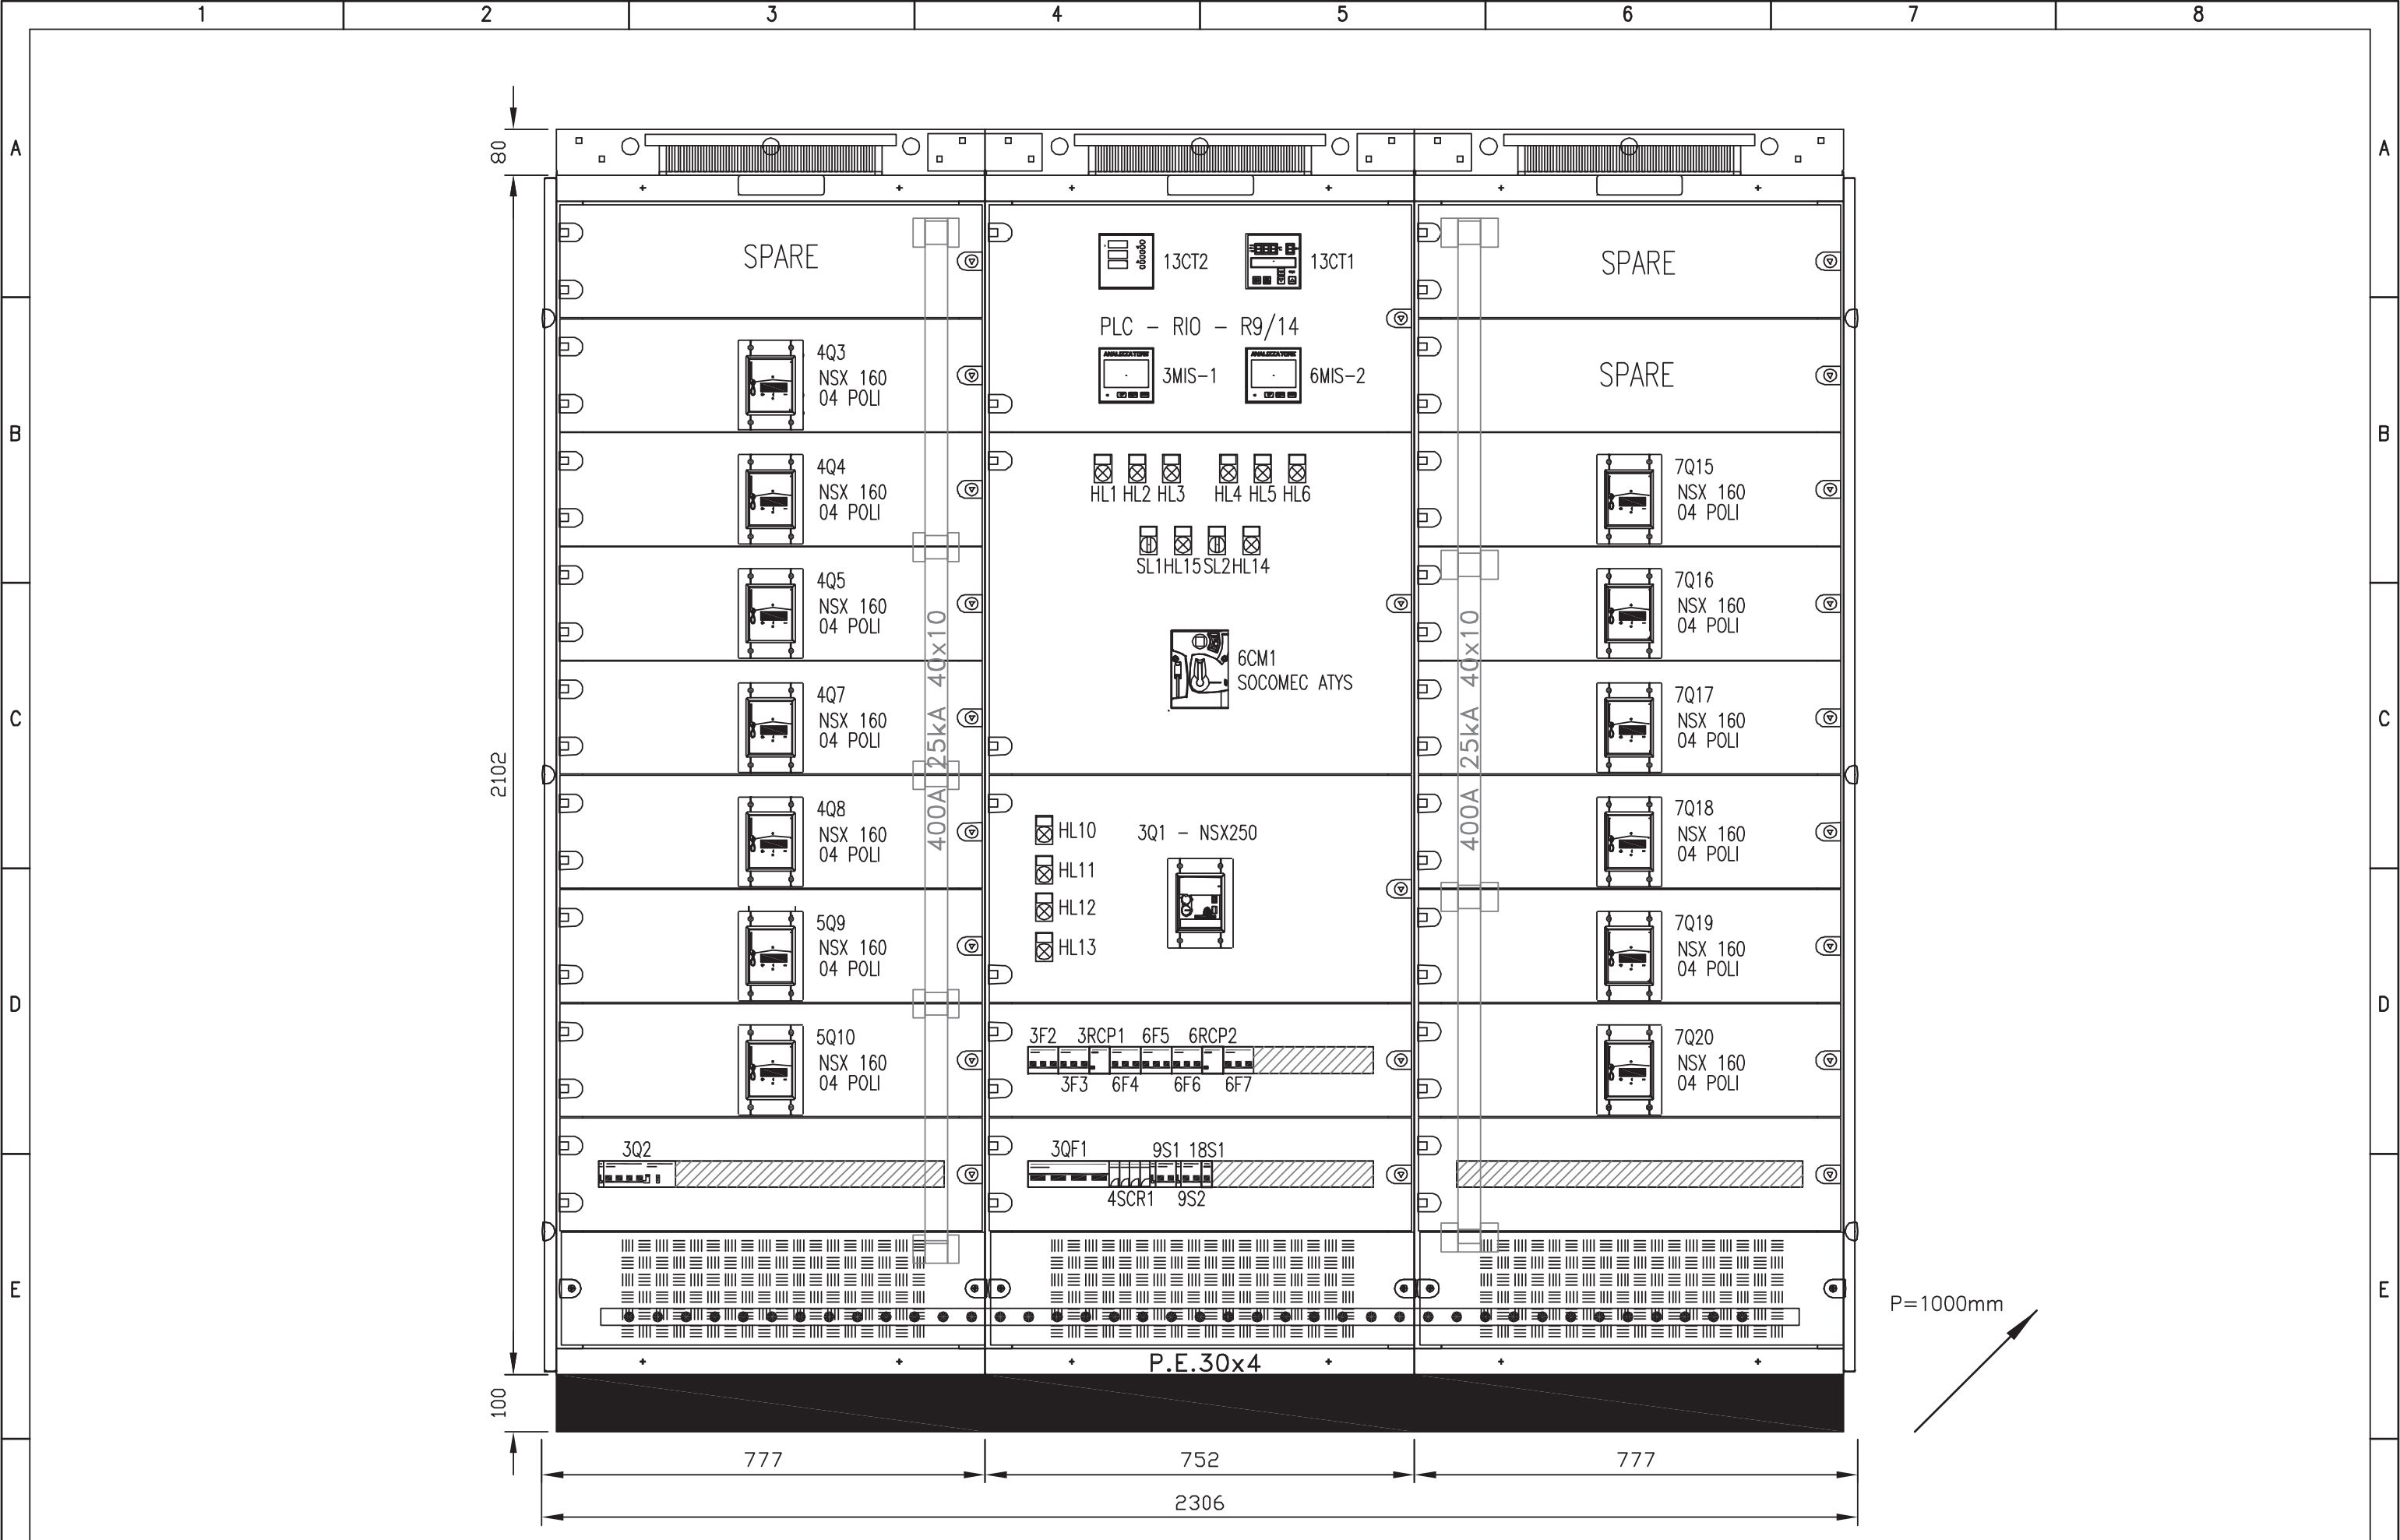 1 2 3 4 5 6 7 8
A A
80
SPARE
13CT2
13CT1
SPARE
PLC - RIO - R9/14
4Q3
NSX 160
04 POLI
ANALIZZATORE
3MIS-1
ANALIZZATORE
6MIS-2
SPARE
B B
4Q4
NSX 160
04 POLI
HL1 HL2 HL3 HL4 HL5 HL6
7Q15
NSX 160
04 POLI
SL1 HL15 SL2 HL14
4Q5
NSX 160
04 POLI
7Q16
NSX 160
04 POLI
400A 25kA 40x10
6CM1
SOCOMEC ATYS
400A 25kA 40x10
C C
4Q7
NSX 160
04 POLI
7Q17
NSX 160
04 POLI
2102
4Q8
NSX 160
04 POLI
HL10
HL11
HL12
HL13
3Q1 - NSX250
7Q18
NSX 160
04 POLI
5Q9
NSX 160
04 POLI
7Q19
NSX 160
04 POLI
D D
5Q10
NSX 160
04 POLI
3F2 3RCP1 6F5 6RCP2
3F3 6F4 6F6 6F7
7Q20
NSX 160
04 POLI
3Q2
3QF1 9S1 18S1
4SCR1 9S2
E E
P=1000mm
P.E.30x4
100
777 752 777
2306